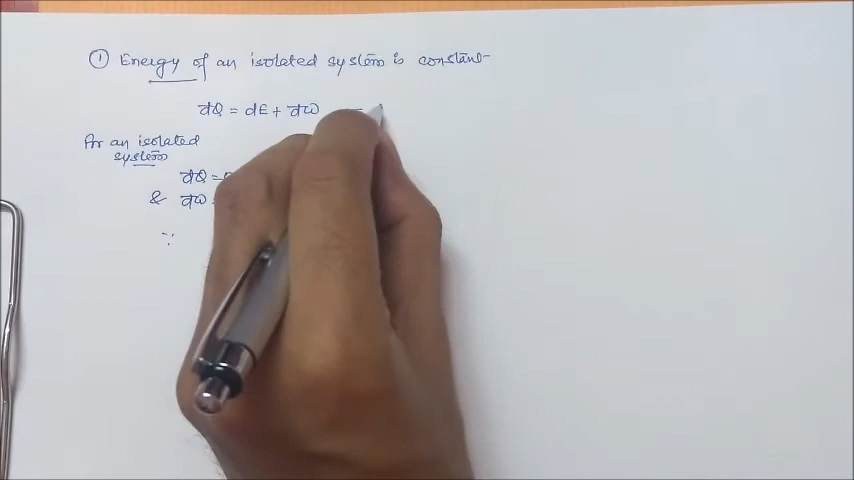 ① Energy of an isolated system is constant
đQ = dE + đW —
For an isolated
system
đQ =
& đW =
∵